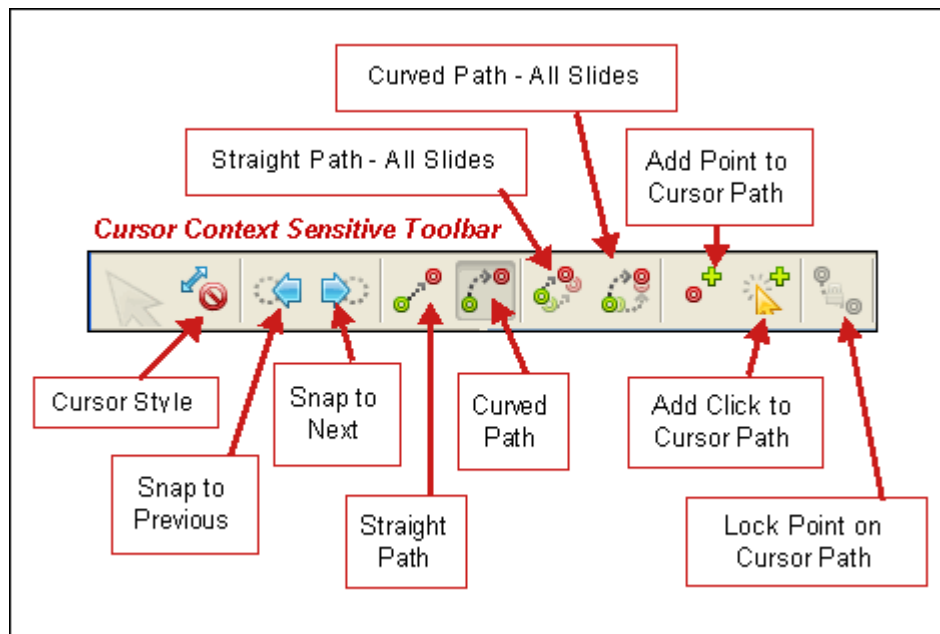 Curved Path - All Slides
Straight Path - All Slides
Add Point to
Cursor Path
Cursor Context Sensitive Toolbar
Cursor Style
Snap to
Next
Curved
Path
Add Click to
Cursor Path
Snap to
Previous
Straight
Path
Lock Point on
Cursor Path